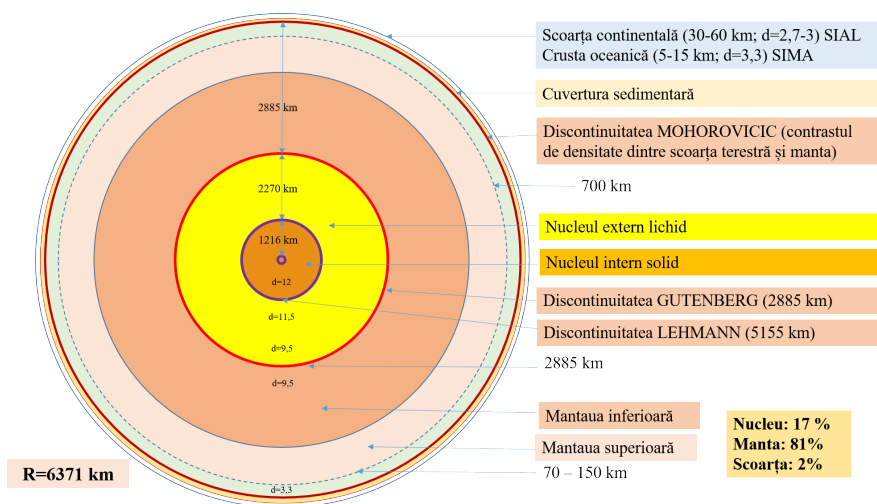 Scoarța continentală (30-60 km; d=2,7-3) SIAL
Crusta oceanică (5-15 km; d=3,3) SIMA
Cuvertura sedimentară
Discontinuitatea MOHOROVICIC (contrastul
de densitate dintre scoarța terestră și manta)
700 km
Nucleul extern lichid
Nucleul intern solid
Discontinuitatea GUTENBERG (2885 km)
Discontinuitatea LEHMANN (5155 km)
2885 km
Mantaua inferioară
Mantaua superioară
70 – 150 km
Nucleu: 17 %
Manta: 81%
Scoarța: 2%
2885 km
2270 km
1216 km
d=12
d=11,5
d=9,5
d=9,5
d=3,3
R=6371 km